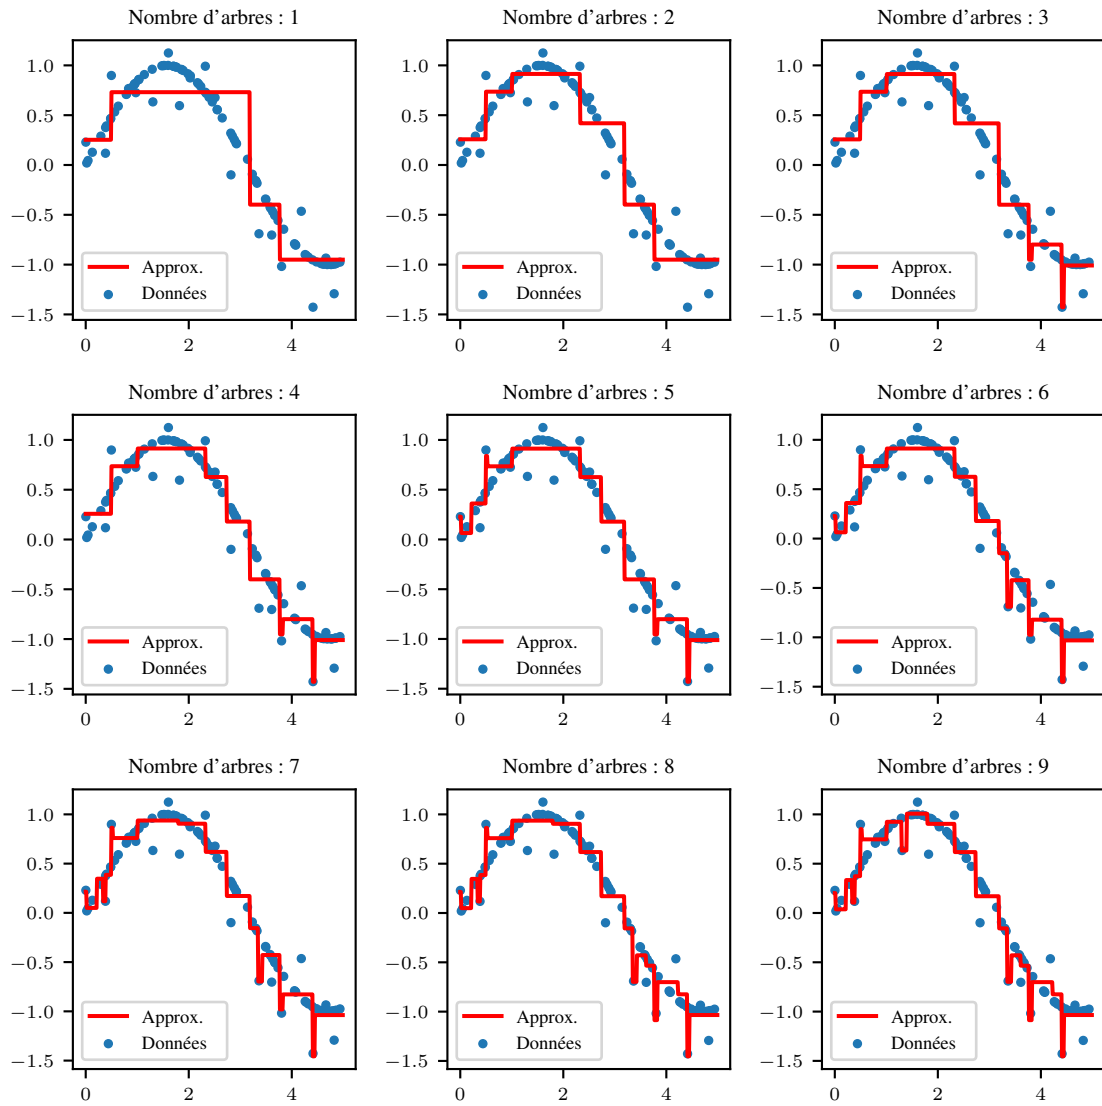 Nombre d'arbres : 1
Nombre d'arbres : 2
Nombre d'arbres : 3
1.0
0.5
0.0
−0.5
−1.0
−1.5
0 2 4
Approx.
Données
1.0
0.5
0.0
−0.5
−1.0
−1.5
0 2 4
Approx.
Données
1.0
0.5
0.0
−0.5
−1.0
−1.5
0 2 4
Approx.
Données
Nombre d'arbres : 4
Nombre d'arbres : 5
Nombre d'arbres : 6
1.0
0.5
0.0
−0.5
−1.0
−1.5
0 2 4
Approx.
Données
1.0
0.5
0.0
−0.5
−1.0
−1.5
0 2 4
Approx.
Données
1.0
0.5
0.0
−0.5
−1.0
−1.5
0 2 4
Approx.
Données
Nombre d'arbres : 7
Nombre d'arbres : 8
Nombre d'arbres : 9
1.0
0.5
0.0
−0.5
−1.0
−1.5
0 2 4
Approx.
Données
1.0
0.5
0.0
−0.5
−1.0
−1.5
0 2 4
Approx.
Données
1.0
0.5
0.0
−0.5
−1.0
−1.5
0 2 4
Approx.
Données